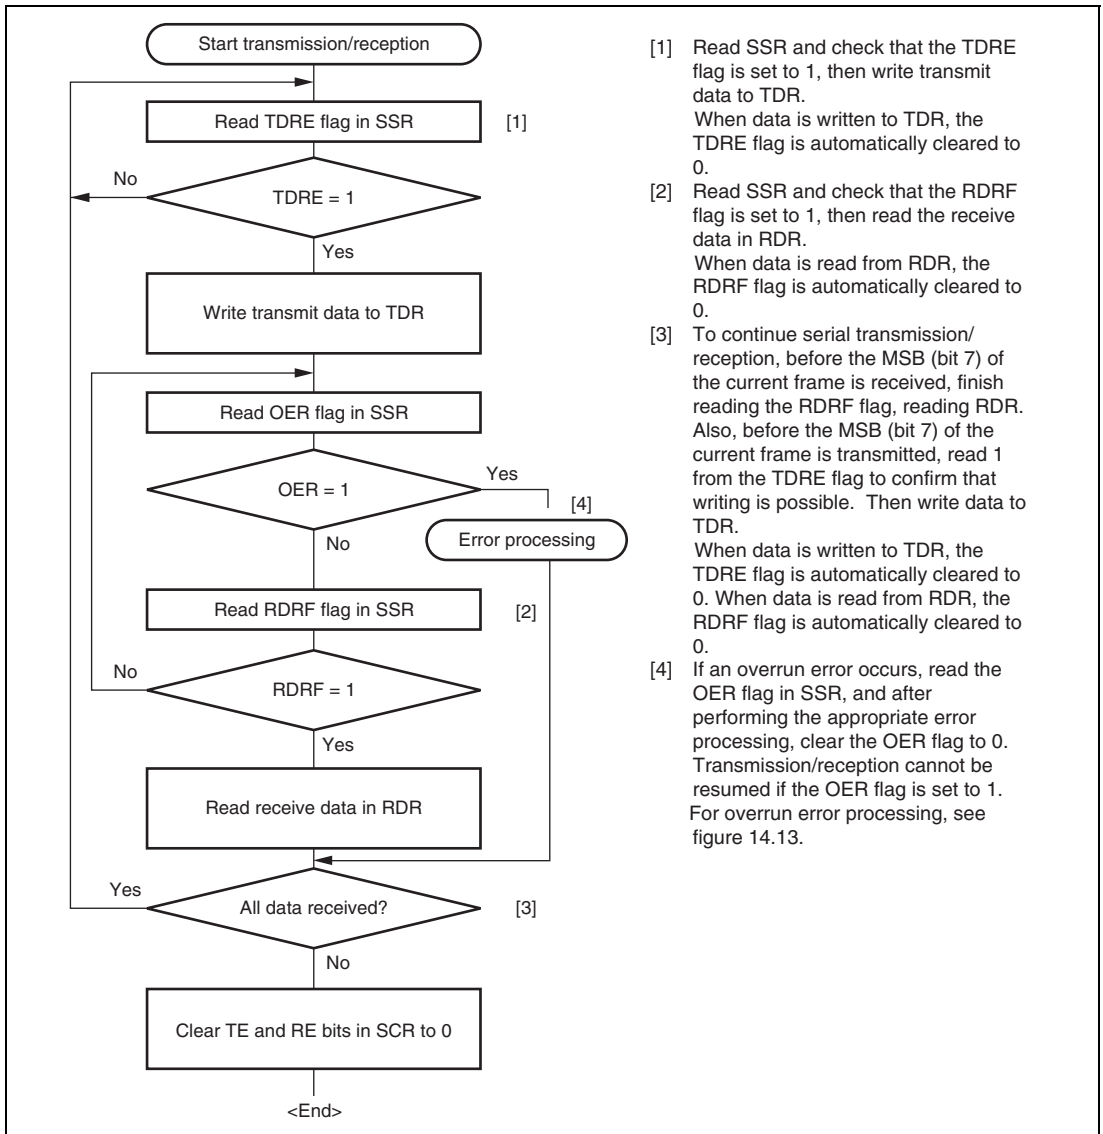 Start transmission/reception
Read TDRE flag in SSR
[1]
No
TDRE = 1
Yes
Write transmit data to TDR
Read OER flag in SSR
OER = 1
Yes
[4]
Error processing
No
Read RDRF flag in SSR
[2]
No
RDRF = 1
Yes
Read receive data in RDR
Yes
All data received?
[3]
No
Clear TE and RE bits in SCR to 0
<End>
[1] Read SSR and check that the TDRE
flag is set to 1, then write transmit
data to TDR.
When data is written to TDR, the
TDRE flag is automatically cleared to
0.
[2] Read SSR and check that the RDRF
flag is set to 1, then read the receive
data in RDR.
When data is read from RDR, the
RDRF flag is automatically cleared to
0.
[3] To continue serial transmission/
reception, before the MSB (bit 7) of
the current frame is received, finish
reading the RDRF flag, reading RDR.
Also, before the MSB (bit 7) of the
current frame is transmitted, read 1
from the TDRE flag to confirm that
writing is possible. Then write data to
TDR.
When data is written to TDR, the
TDRE flag is automatically cleared to
0. When data is read from RDR, the
RDRF flag is automatically cleared to
0.
[4] If an overrun error occurs, read the
OER flag in SSR, and after
performing the appropriate error
processing, clear the OER flag to 0.
Transmission/reception cannot be
resumed if the OER flag is set to 1.
For overrun error processing, see
figure 14.13.